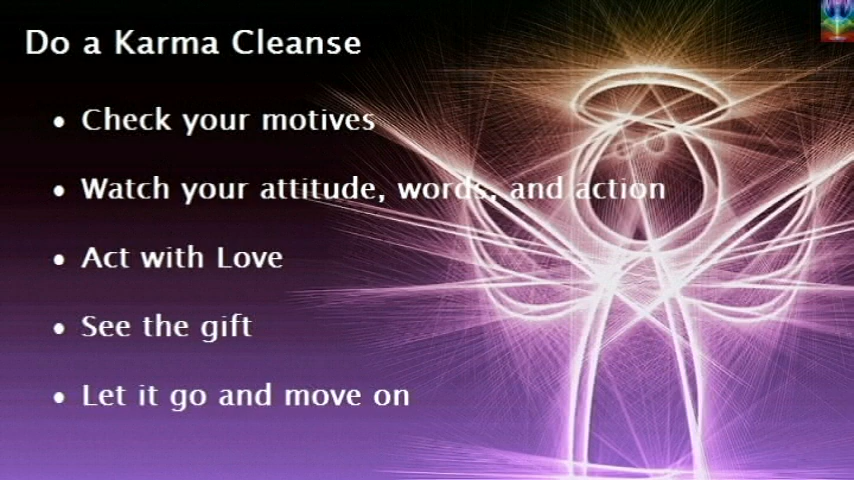 Do a Karma Cleanse
• Check your motives
• Watch your attitude, words, and action
• Act with Love
• See the gift
• Let it go and move on